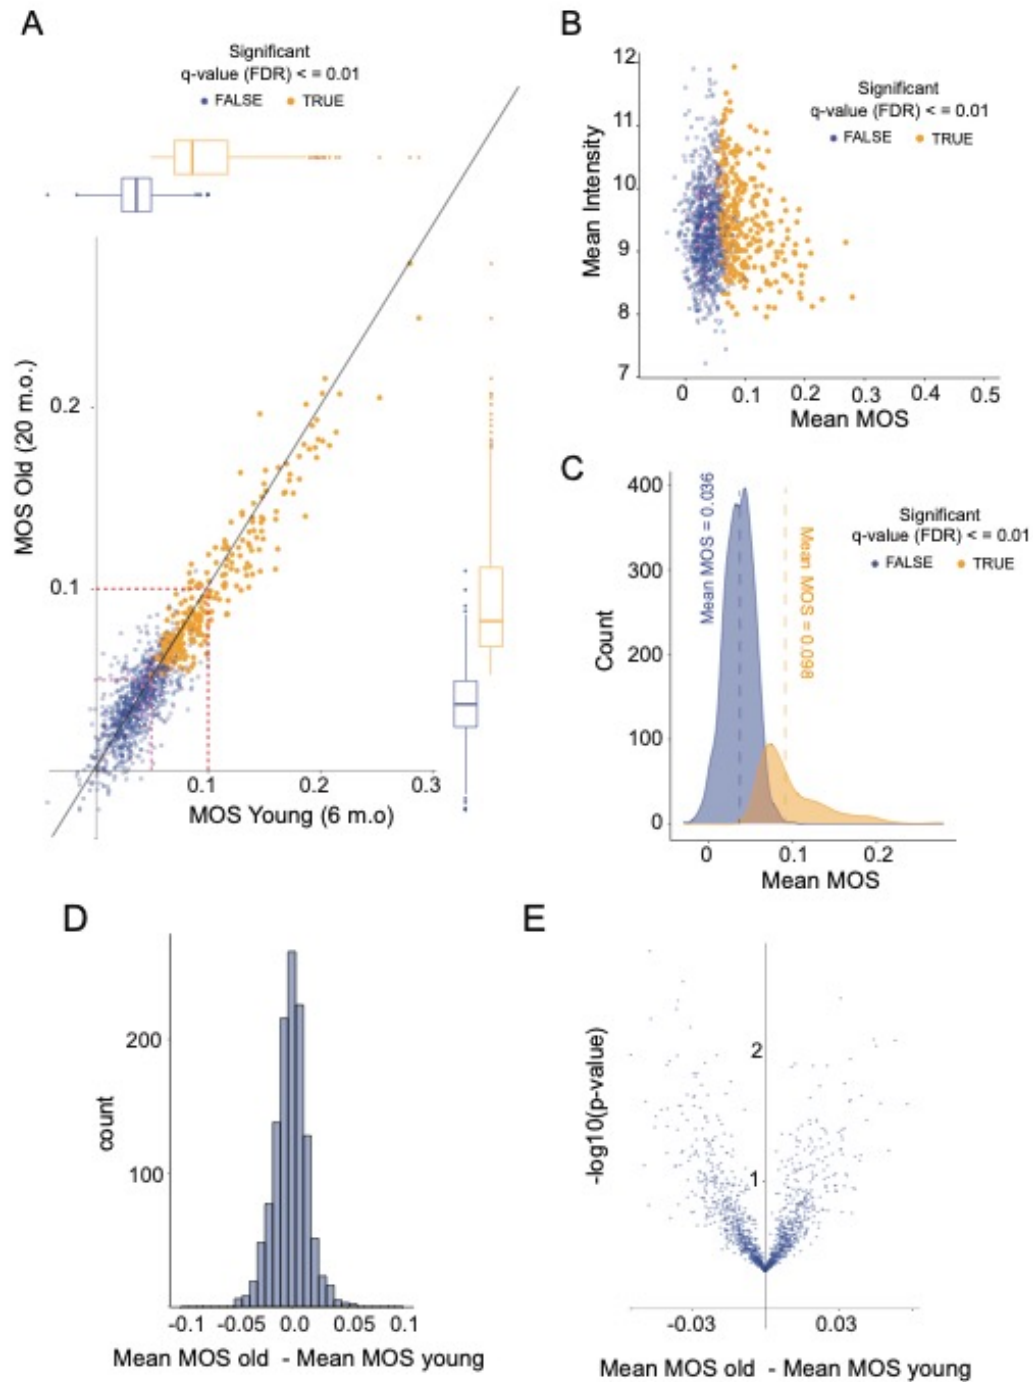 A
Significant
q-value (FDR) < = 0.01
FALSE TRUE
MOS Old (20 m.o.)
0.2
0.1
0.1 0.2 0.3
MOS Young (6 m.o)
B
12
11
10
9
8
7
Mean Intensity
Significant
q-value (FDR) < = 0.01
FALSE TRUE
0 0.1 0.2 0.3 0.4 0.5
Mean MOS
C
400
300
200
100
0
Count
Mean MOS = 0.036
Mean MOS = 0.098
Significant
q-value (FDR) < = 0.01
FALSE TRUE
0 0.1 0.2
Mean MOS
D
200
100
count
-0.1 -0.05 0.0 0.05 0.1
Mean MOS old - Mean MOS young
E
-log10(p-value)
2
1
-0.03 0.03
Mean MOS old - Mean MOS young